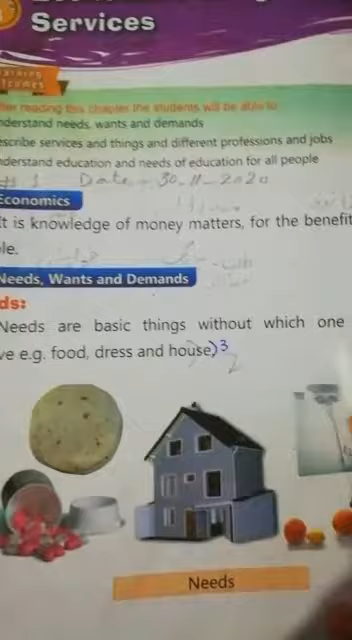 Services
After reading this chapter the students will be able to
understand needs, wants and demands
escribe services and things and different professions and jobs
nderstand education and needs of education for all people
Date - 30-11-2020
Economics
It is knowledge of money matters, for the benefit
le.
Needs, Wants and Demands
ds:
Needs are basic things without which one
ve e.g. food, dress and house) 3
Needs